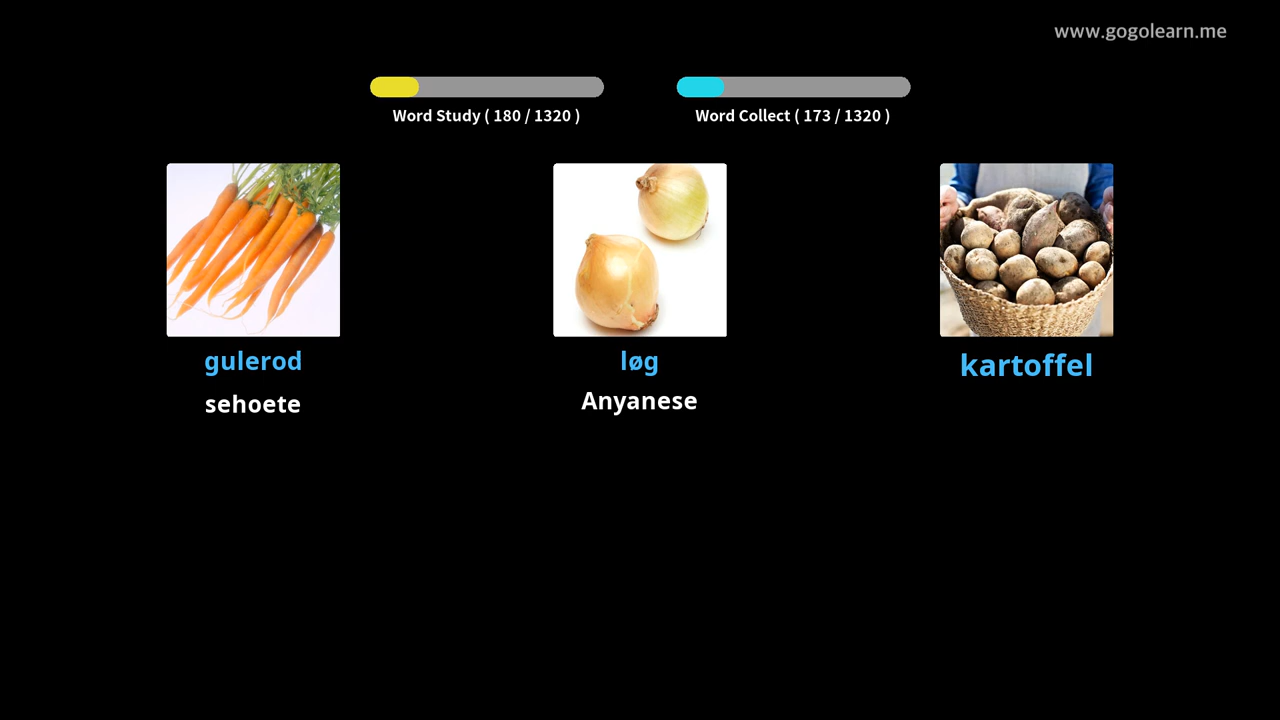 www.gogolearn.me
Word Study ( 180 / 1320 )
Word Collect ( 173 / 1320 )
gulerod
løg
kartoffel
sehoete
Anyanese